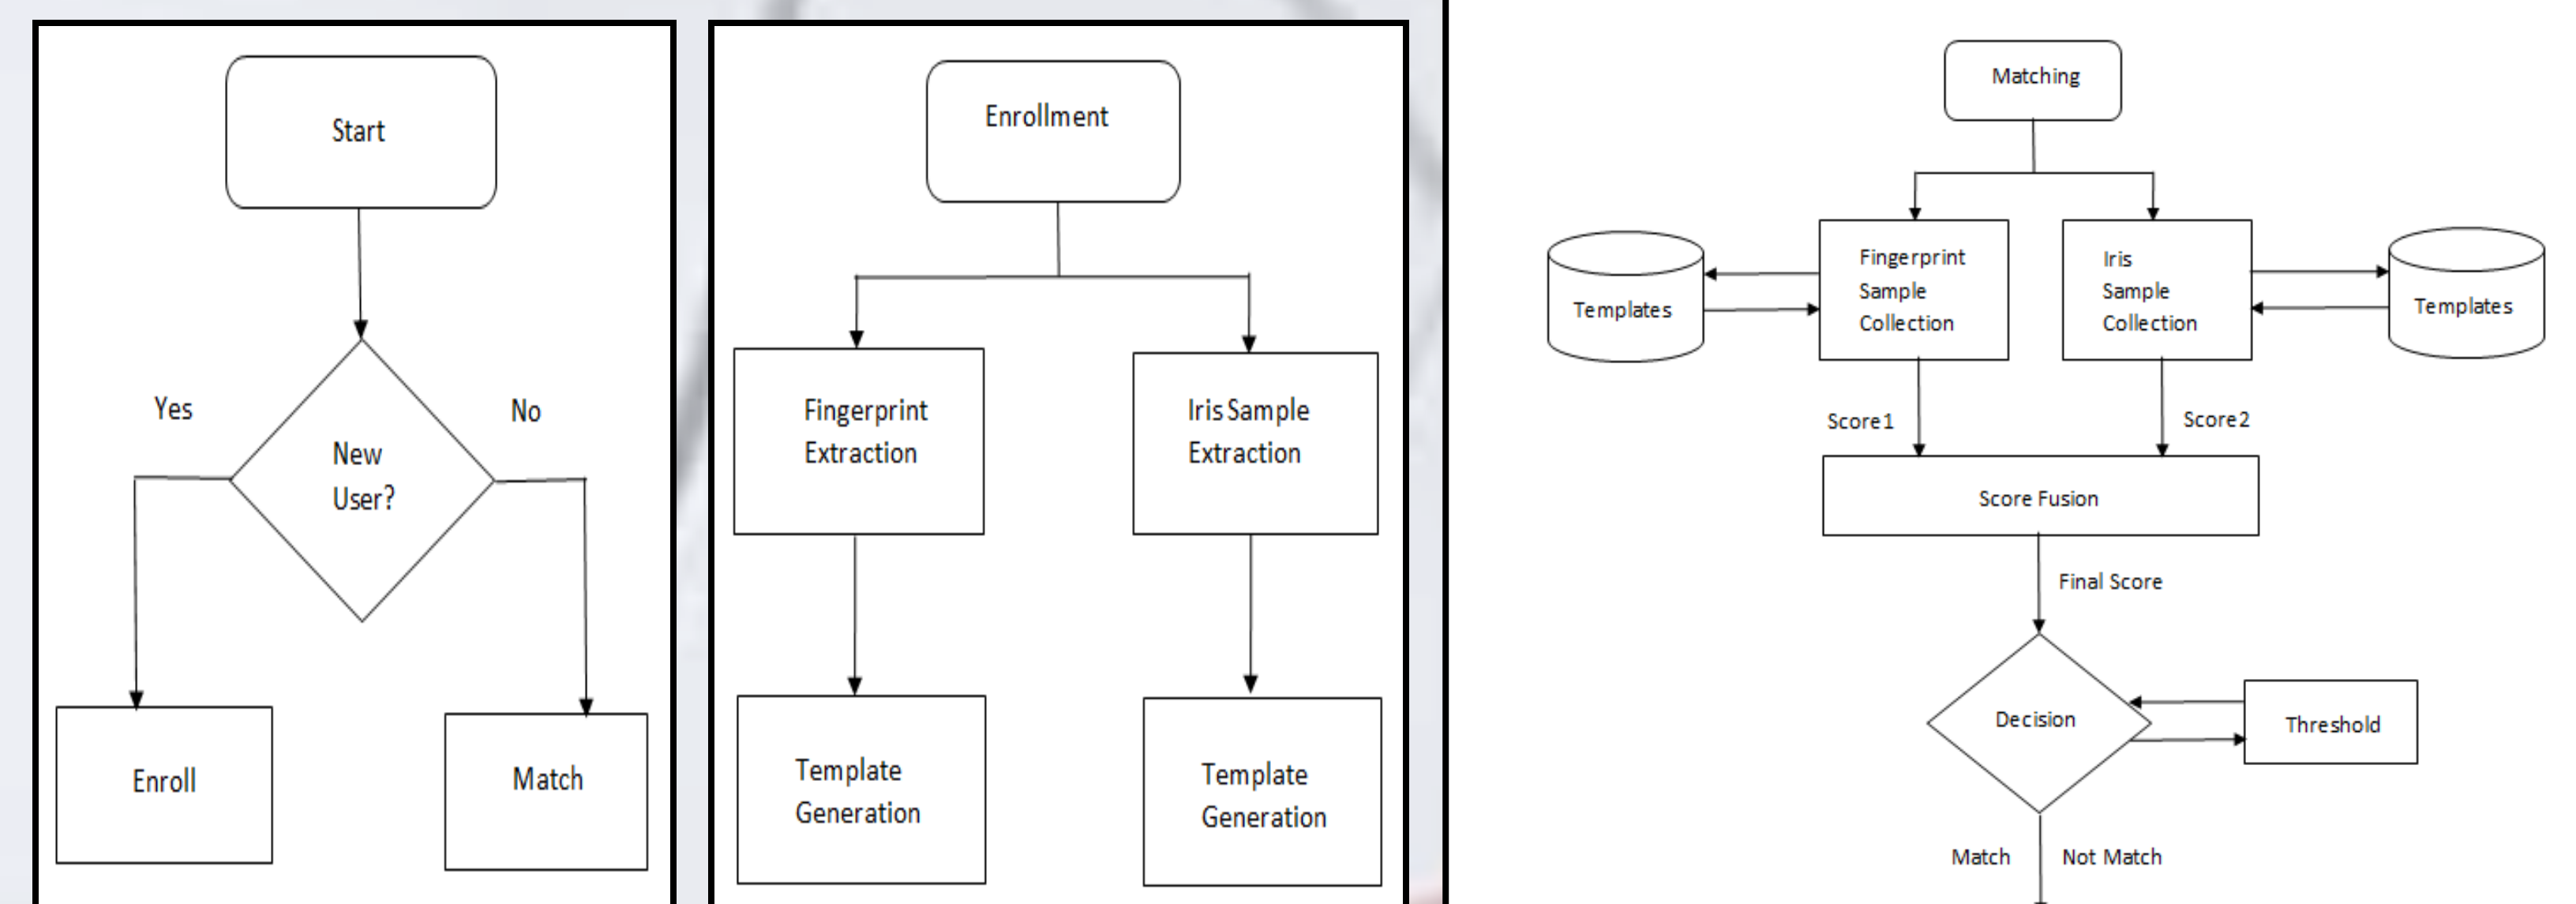 Start
Yes
No
New
User?
Enroll
Match
Enrollment
Fingerprint
Extraction
Iris Sample
Extraction
Template
Generation
Template
Generation
Matching
Templates
Fingerprint
Sample
Collection
Iris
Sample
Collection
Templates
Score1
Score2
Score Fusion
Final Score
Decision
Threshold
Match
Not Match